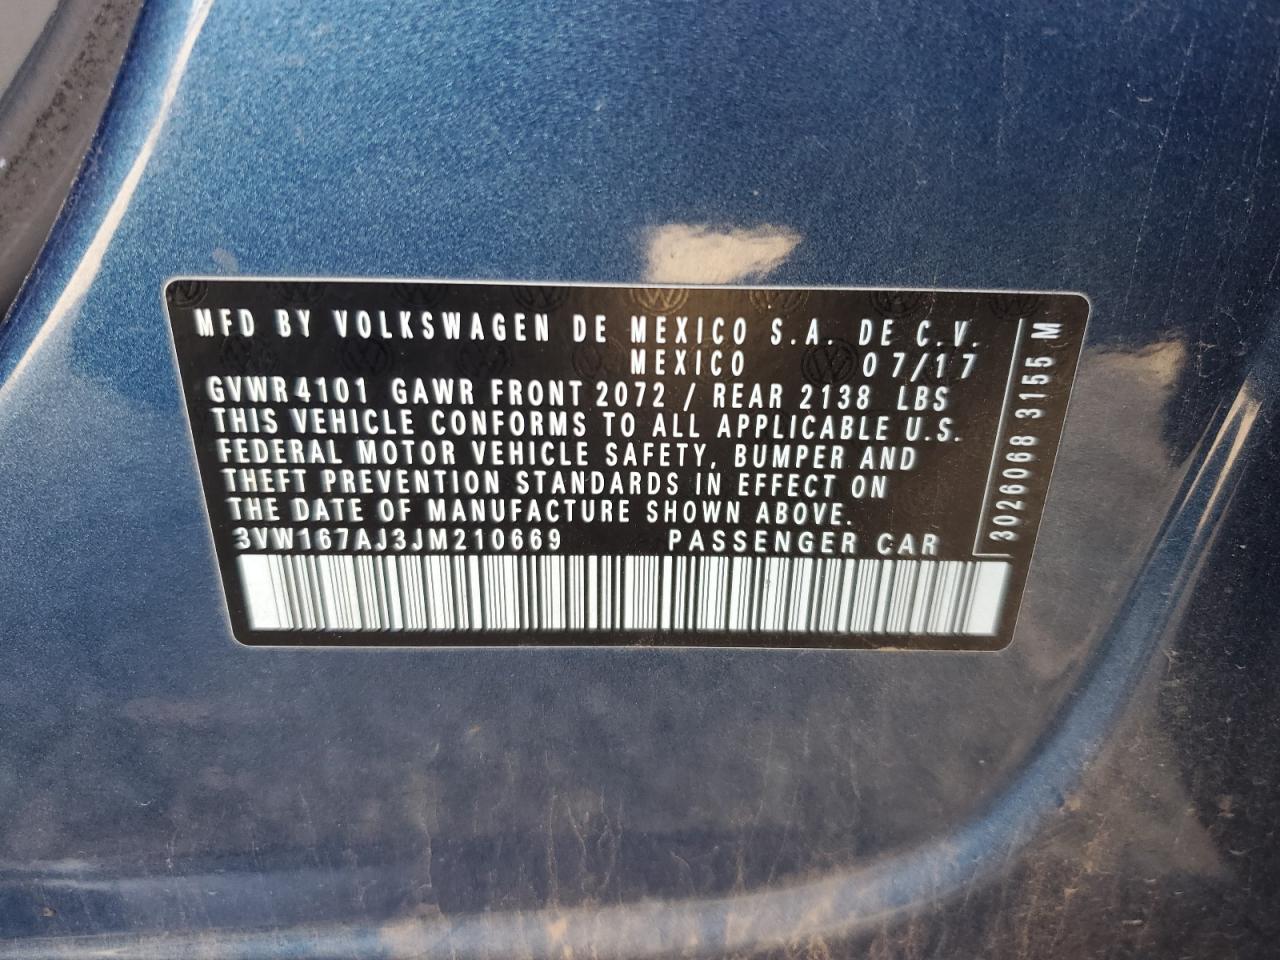 MFD BY VOLKSWAGEN DE MEXICO S.A. DE C.V.
MEXICO 07/17
GVWR 4101 GAWR FRONT 2072 / REAR 2138 LBS
THIS VEHICLE CONFORMS TO ALL APPLICABLE U.S.
FEDERAL MOTOR VEHICLE SAFETY, BUMPER AND
THEFT PREVENTION STANDARDS IN EFFECT ON
THE DATE OF MANUFACTURE SHOWN ABOVE.
3VW167AJ3JM210669 PASSENGER CAR
3026068 3155 M